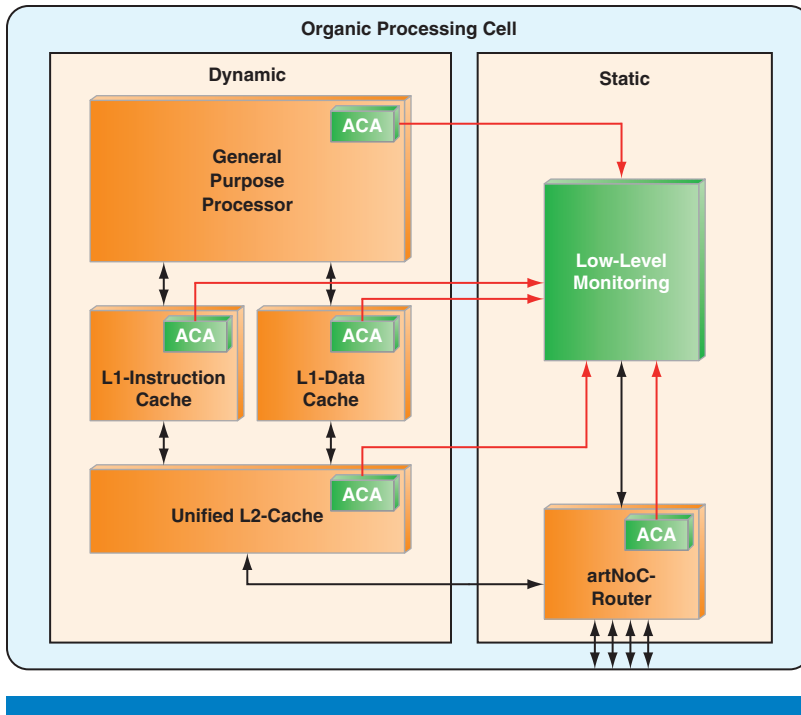 Organic Processing Cell
Dynamic
Static
ACA
General
Purpose
Processor
Low-Level
Monitoring
ACA
ACA
L1-Instruction
Cache
L1-Data
Cache
ACA
Unified L2-Cache
ACA
artNoC-
Router